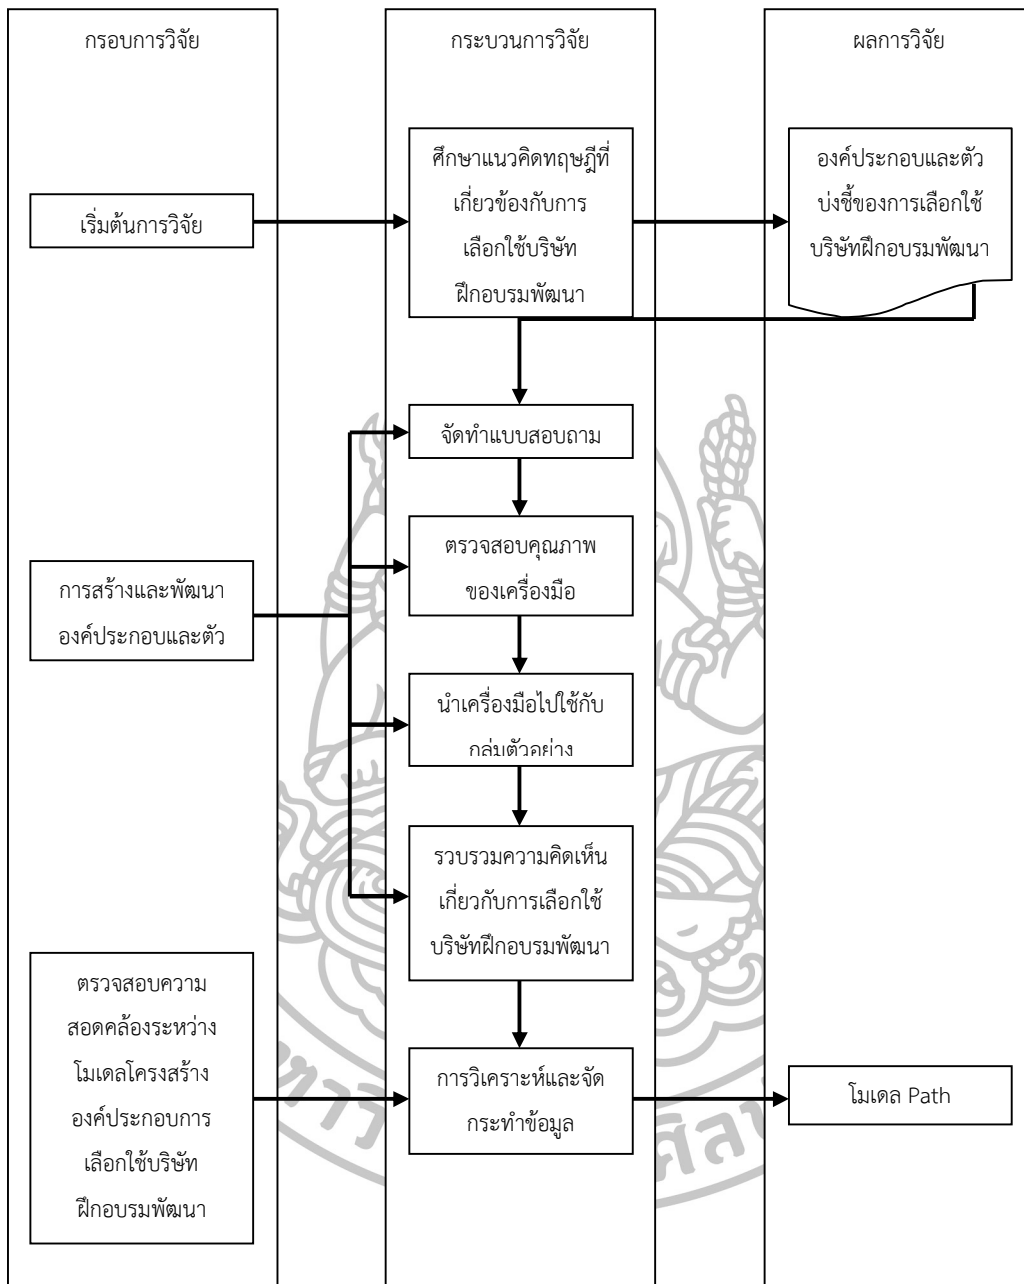 กรอบการวิจัย
กระบวนการวิจัย
ผลการวิจัย
เริ่มต้นการวิจัย
ศึกษาแนวคิดทฤษฎีที่
เกี่ยวข้องกับการ
เลือกใช้บริษัท
ฝึกอบรมพัฒนา
องค์ประกอบและตัว
บ่งชี้ของการเลือกใช้
บริษัทฝึกอบรมพัฒนา
จัดทำแบบสอบถาม
ตรวจสอบคุณภาพ
ของเครื่องมือ
การสร้างและพัฒนา
องค์ประกอบและตัว
นำเครื่องมือไปใช้กับ
กลุ่มตัวอย่าง
รวบรวมความคิดเห็น
เกี่ยวกับการเลือกใช้
บริษัทฝึกอบรมพัฒนา
ตรวจสอบความ
สอดคล้องระหว่าง
โมเดลโครงสร้าง
องค์ประกอบการ
เลือกใช้บริษัท
ฝึกอบรมพัฒนา
การวิเคราะห์และจัด
กระทำข้อมูล
โมเดล Path